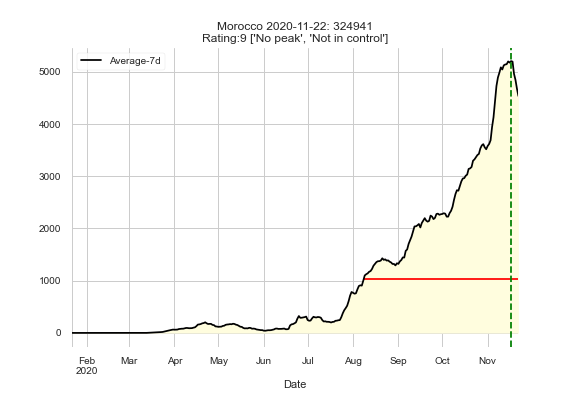 Morocco 2020-11-22: 324941
Rating:9 ['No peak', 'Not in control']
Average-7d
5000
4000
3000
2000
1000
0
Feb Mar Apr May Jun Jul Aug Sep Oct Nov
2020
Date